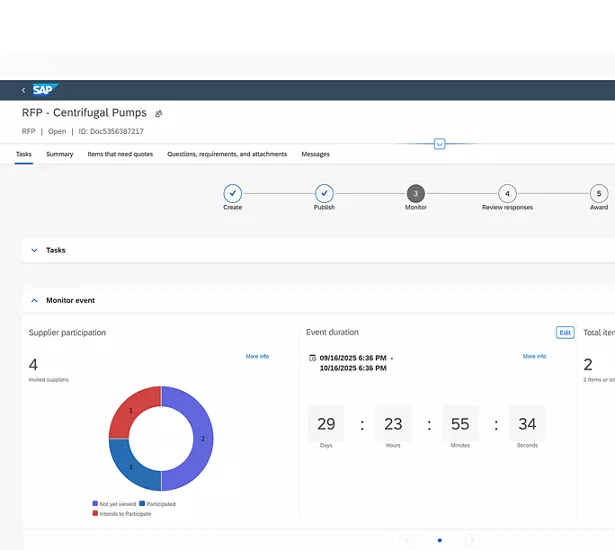 SAP
RFP - Centrifugal Pumps
RFP | Open | ID: Doc5356387217
Tasks Summary Items that need quotes Questions, requirements, and attachments Messages
3 4 5
Create Publish Monitor Review responses Award
Tasks
Monitor event
Supplier participation Event duration Edit Total iter
4 More info 09/16/2025 6:36 PM - More info 2
10/16/2025 6:36 PM
Invited suppliers 2 items or lot
1 2 1
29 : 23 : 55 : 34
Days Hours Minutes Seconds
Not yet viewed Participated
Intends to Participate